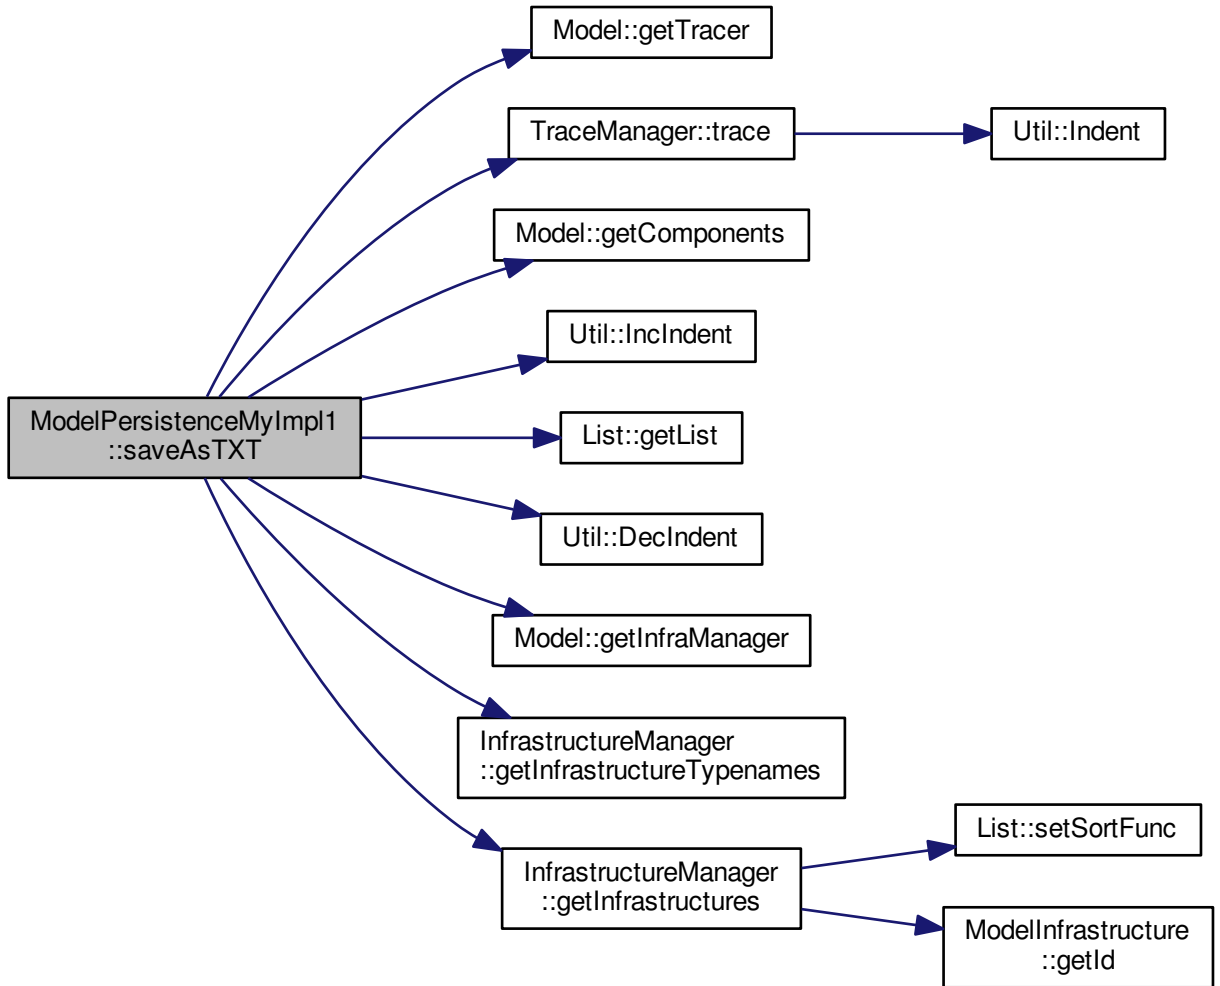 Model::getTracer
TraceManager::trace
Util::Indent
Model::getComponents
Util::IncIndent
ModelPersistenceMyImpl1
::saveAsTXT
List::getList
Util::DecIndent
Model::getInfraManager
InfrastructureManager
::getInfrastructureTypenames
List::setSortFunc
InfrastructureManager
::getInfrastructures
ModelInfrastructure
::getId